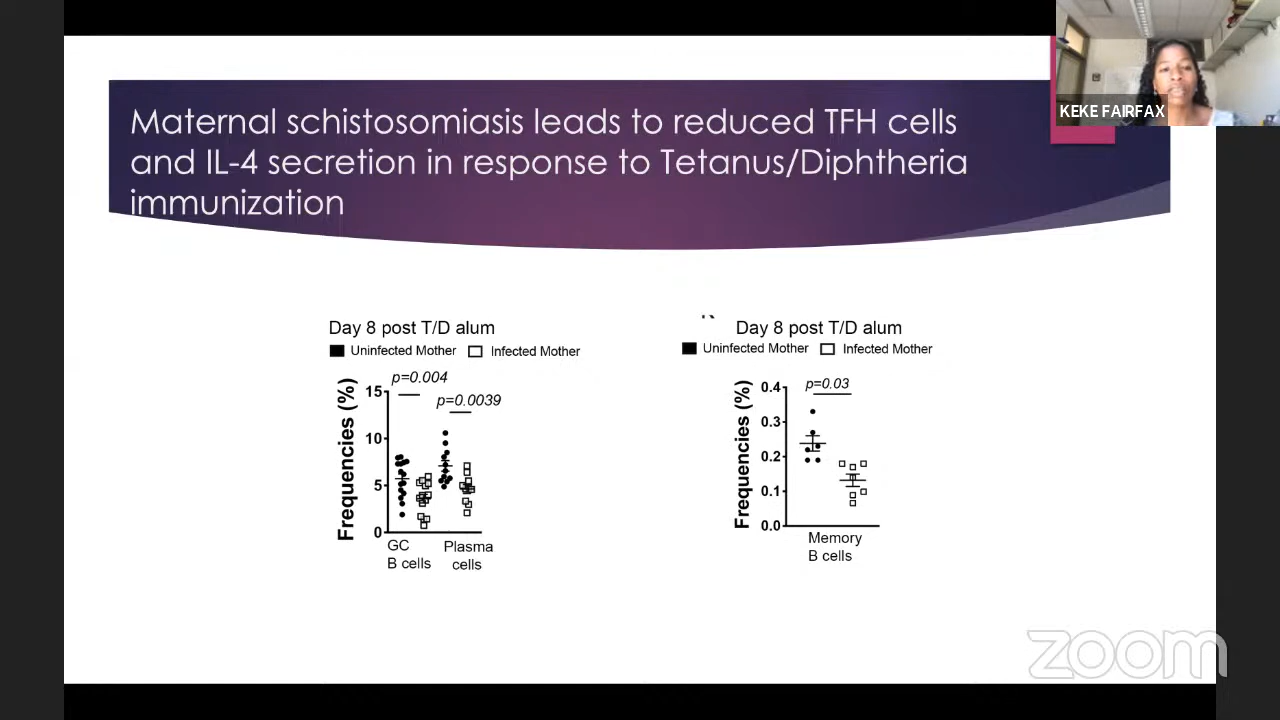 KEKE FAIRFAX
Maternal schistosomiasis leads to reduced TFH cells
and IL-4 secretion in response to Tetanus/Diphtheria
immunization
Day 8 post T/D alum
Uninfected Mother Infected Mother
p=0.004
p=0.0039
Frequencies (%)
15
10
5
0
GC
B cells
Plasma
cells
Day 8 post T/D alum
Uninfected Mother Infected Mother
p=0.03
Frequencies (%)
0.4
0.3
0.2
0.1
0.0
Memory
B cells
zoom